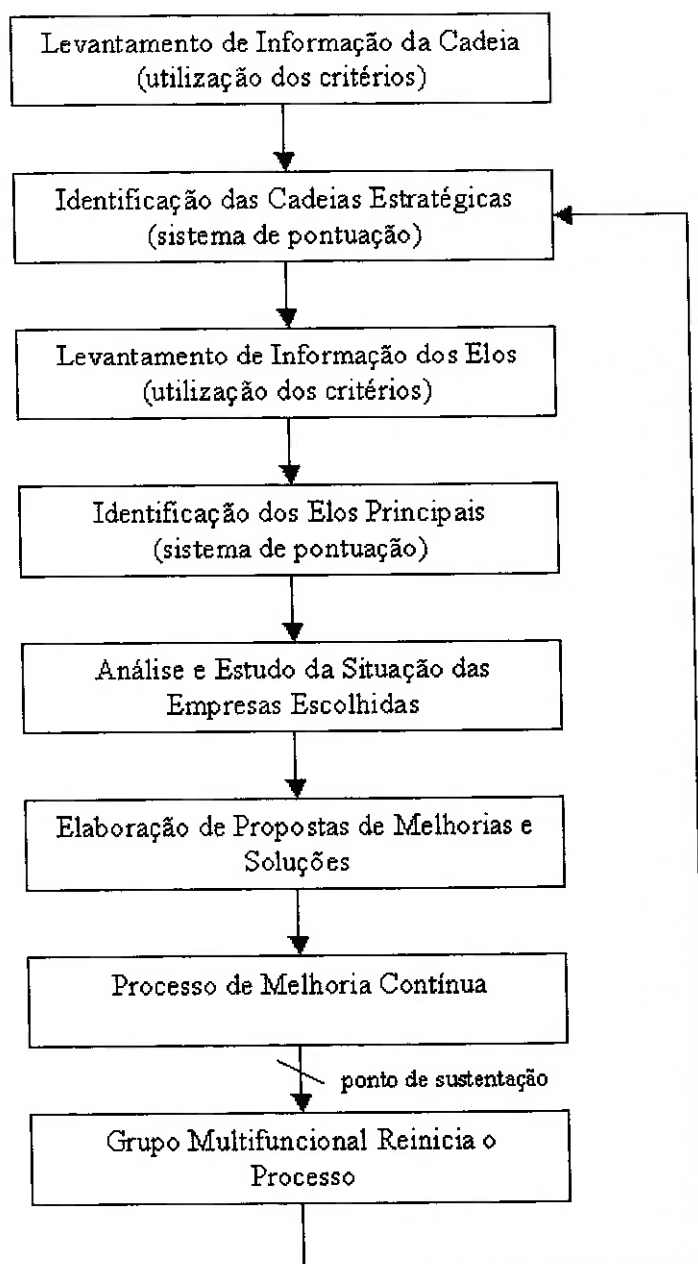 Levantamento de Informação da Cadeia
(utilização dos critérios)
Identificação das Cadeias Estratégicas
(sistema de pontuação)
Levantamento de Informação dos Elos
(utilização dos critérios)
Identificação dos Elos Principais
(sistema de pontuação)
Análise e Estudo da Situação das
Empresas Escolhidas
Elaboração de Propostas de Melhorias e
Soluções
Processo de Melhoria Contínua
ponto de sustentação
Grupo Multifuncional Reinicia o
Processo